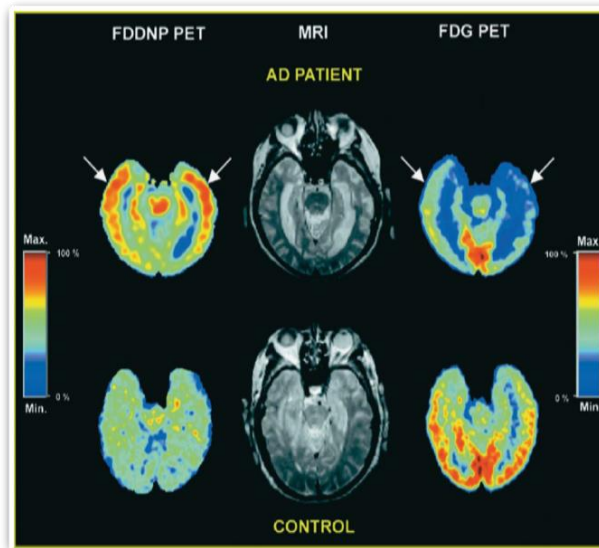 FDDNP PET MRI FDG PET
AD PATIENT
Max. Max.
100 % 100 %
0 % 0 %
Min. Min.
CONTROL